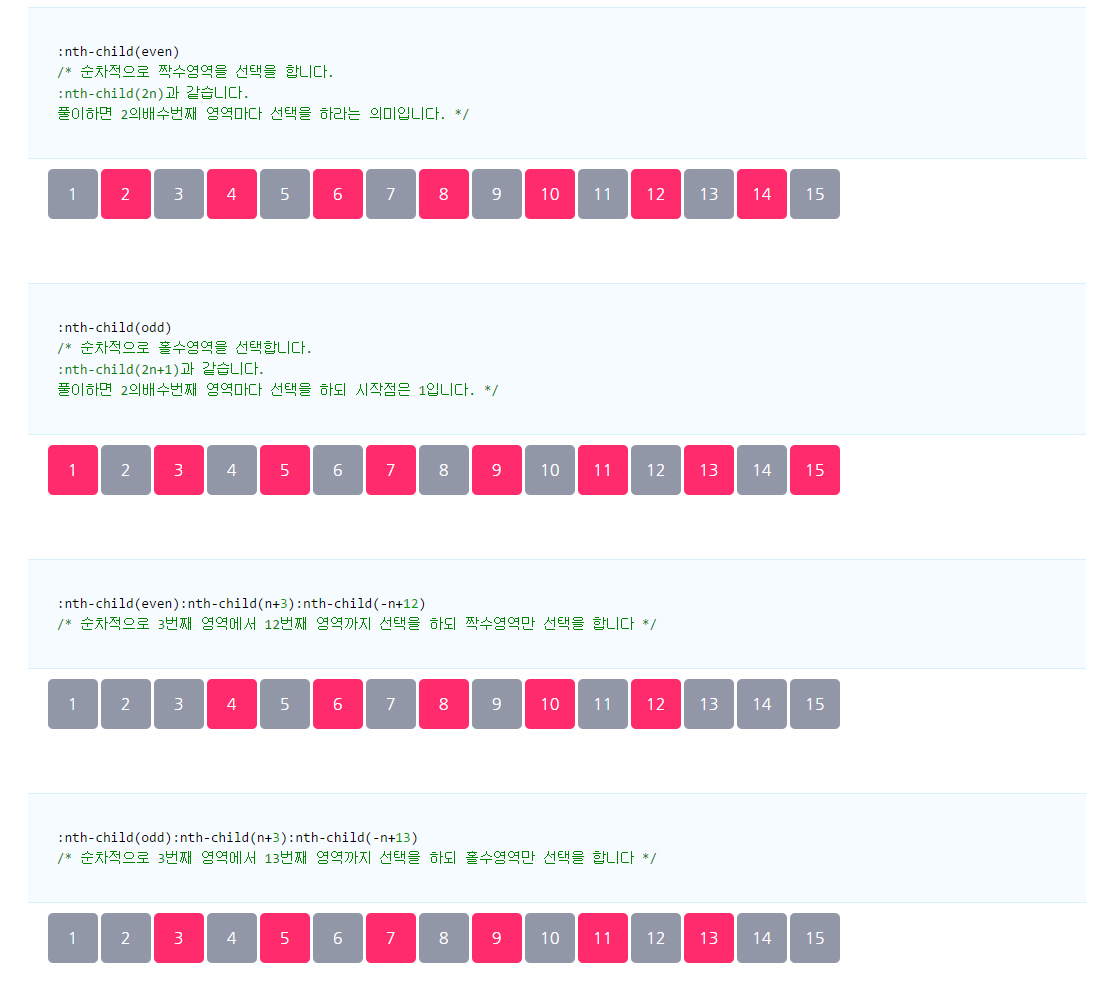 :nth-child(even)
/* 순차적으로 짝수영역을 선택을 합니다.
:nth-child(2n)과 같습니다.
풀이하면 2의배수번째 영역마다 선택을 하라는 의미입니다. */
1 2 3 4 5 6 7 8 9 10 11 12 13 14 15
:nth-child(odd)
/* 순차적으로 홀수영역을 선택합니다.
:nth-child(2n+1)과 같습니다.
풀이하면 2의배수번째 영역마다 선택을 하되 시작점은 1입니다. */
1 2 3 4 5 6 7 8 9 10 11 12 13 14 15
:nth-child(even):nth-child(n+3):nth-child(-n+12)
/* 순차적으로 3번째 영역에서 12번째 영역까지 선택을 하되 짝수영역만 선택을 합니다 */
1 2 3 4 5 6 7 8 9 10 11 12 13 14 15
:nth-child(odd):nth-child(n+3):nth-child(-n+13)
/* 순차적으로 3번째 영역에서 13번째 영역까지 선택을 하되 홀수영역만 선택을 합니다 */
1 2 3 4 5 6 7 8 9 10 11 12 13 14 15